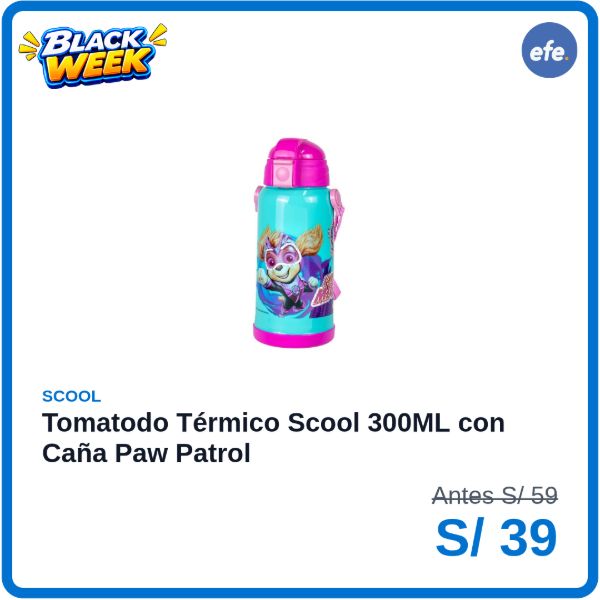 BLACK
WEEK
efe.
SCOOL
Tomatodo Térmico Scool 300ML con
Caña Paw Patrol
Antes S/ 59
S/ 39